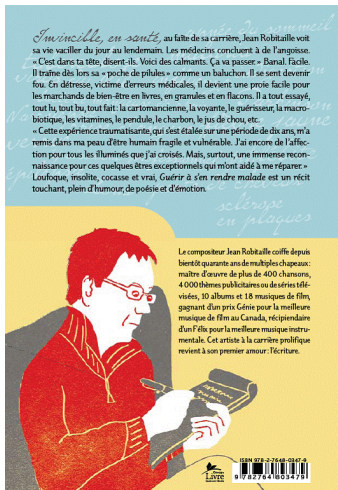 Invincible, en santé, au faîte de sa carrière, Jean Robitaille voit
sa vie vaciller du jour au lendemain. Les médecins concluent à de l'angoisse.
« C'est dans ta tête, disent-ils. Voici des calmants. Ça va passer. » Banal. Facile.
Il traîne dès lors sa « poche de pilules » comme un baluchon. Il se sent devenir
fou. En détresse, victime d'erreurs médicales, il devient une proie facile pour
les marchands de bien-être en livres, en granules et en flacons. Il a tout essayé,
tout lu, tout bu, tout fait : la cartomancienne, la voyante, le guérisseur, la macro-
biotique, les vitamines, le pendule, le charbon, le jus de chou, etc.
« Cette expérience traumatisante, qui s'est étalée sur une période de dix ans, m'a
remis dans ma peau d'être humain fragile et vulnérable. J'ai encore de l'affec-
tion pour tous les illuminés que j'ai croisés. Mais, surtout, une immense recon-
naissance pour ces quelques êtres exceptionnels qui m'ont aidé à me réparer. »
Loufoque, insolite, cocasse et vrai, Guérir à s'en rendre malade est un récit
touchant, plein d'humour, de poésie et d'émotion.
sclérose
en plaques
Le compositeur Jean Robitaille coiffe depuis
bientôt quarante ans de multiples chapeaux :
maître d'œuvre de plus de 400 chansons,
4 000 thèmes publicitaires ou de séries télé-
visées, 10 albums et 18 musiques de film,
gagnant d'un prix Génie pour la meilleure
musique de film au Canada, récipiendaire
d'un Félix pour la meilleure musique instru-
mentale. Cet artiste à la carrière prolifique
revient à son premier amour : l'écriture.
ISBN 978-2-7648-0347-9
9 782764 803479
Livre